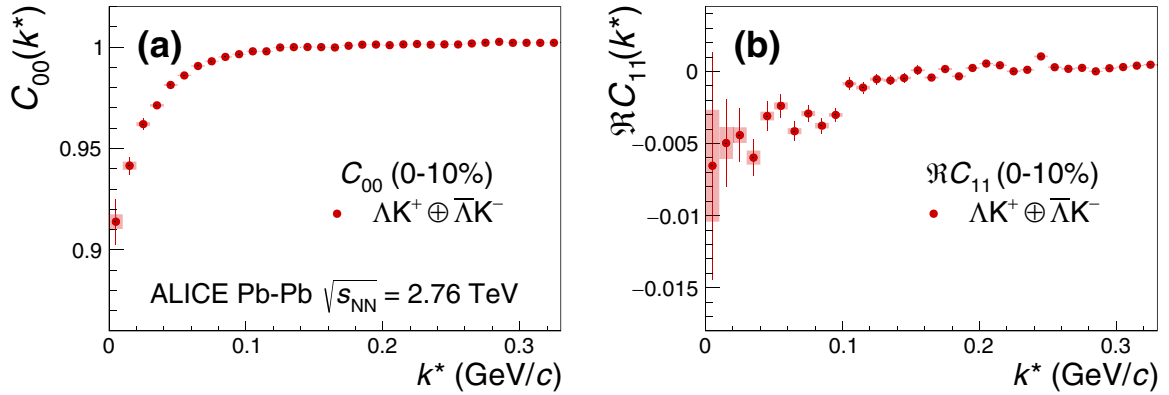 C₀₀(k*)
(a)
1
0.95
0.9
C₀₀ (0-10%)
ΛK⁺ ⊕ Λ̅K⁻
ALICE Pb-Pb √sNN = 2.76 TeV
0 0.1 0.2 0.3
k* (GeV/c)
ℜC₁₁(k*)
(b)
0
−0.005
−0.01
−0.015
ℜC₁₁ (0-10%)
ΛK⁺ ⊕ Λ̅K⁻
0 0.1 0.2 0.3
k* (GeV/c)